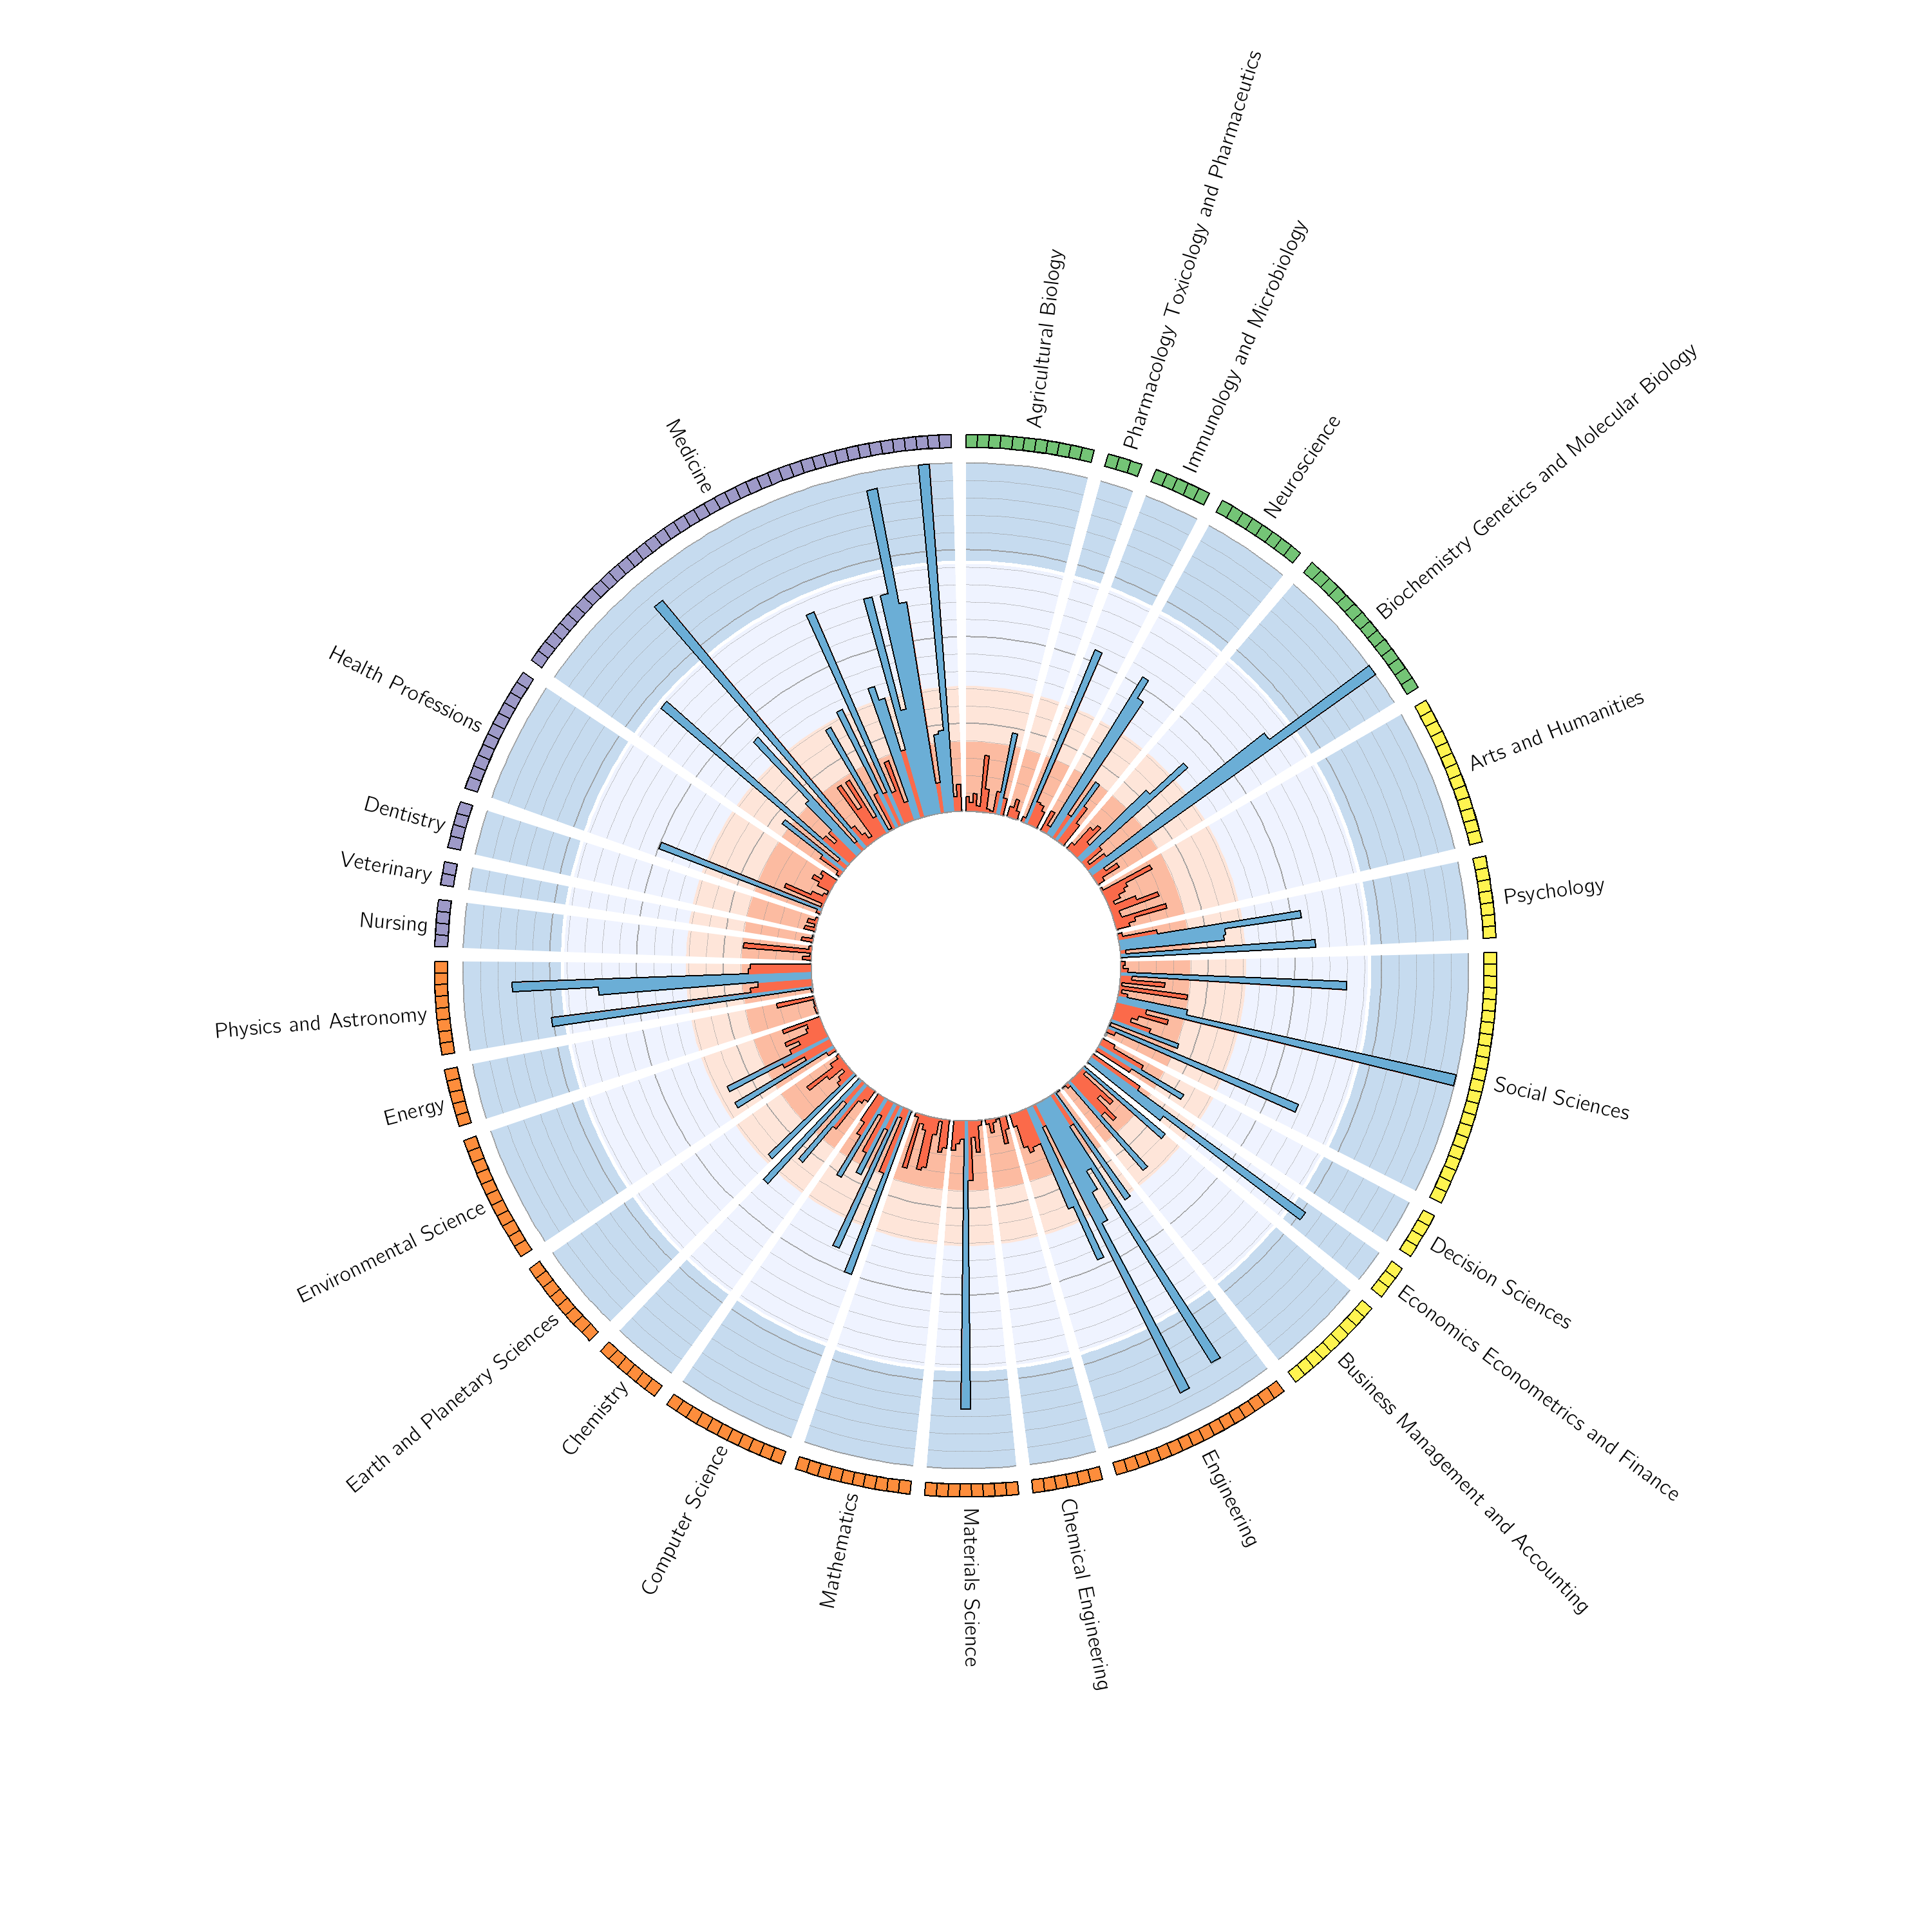 Agricultural Biology
Pharmacology Toxicology and Pharmaceutics
Immunology and Microbiology
Neuroscience
Biochemistry Genetics and Molecular Biology
Arts and Humanities
Psychology
Social Sciences
Decision Sciences
Economics Econometrics and Finance
Business Management and Accounting
Engineering
Chemical Engineering
Materials Science
Mathematics
Computer Science
Chemistry
Earth and Planetary Sciences
Environmental Science
Energy
Physics and Astronomy
Nursing
Veterinary
Dentistry
Health Professions
Medicine